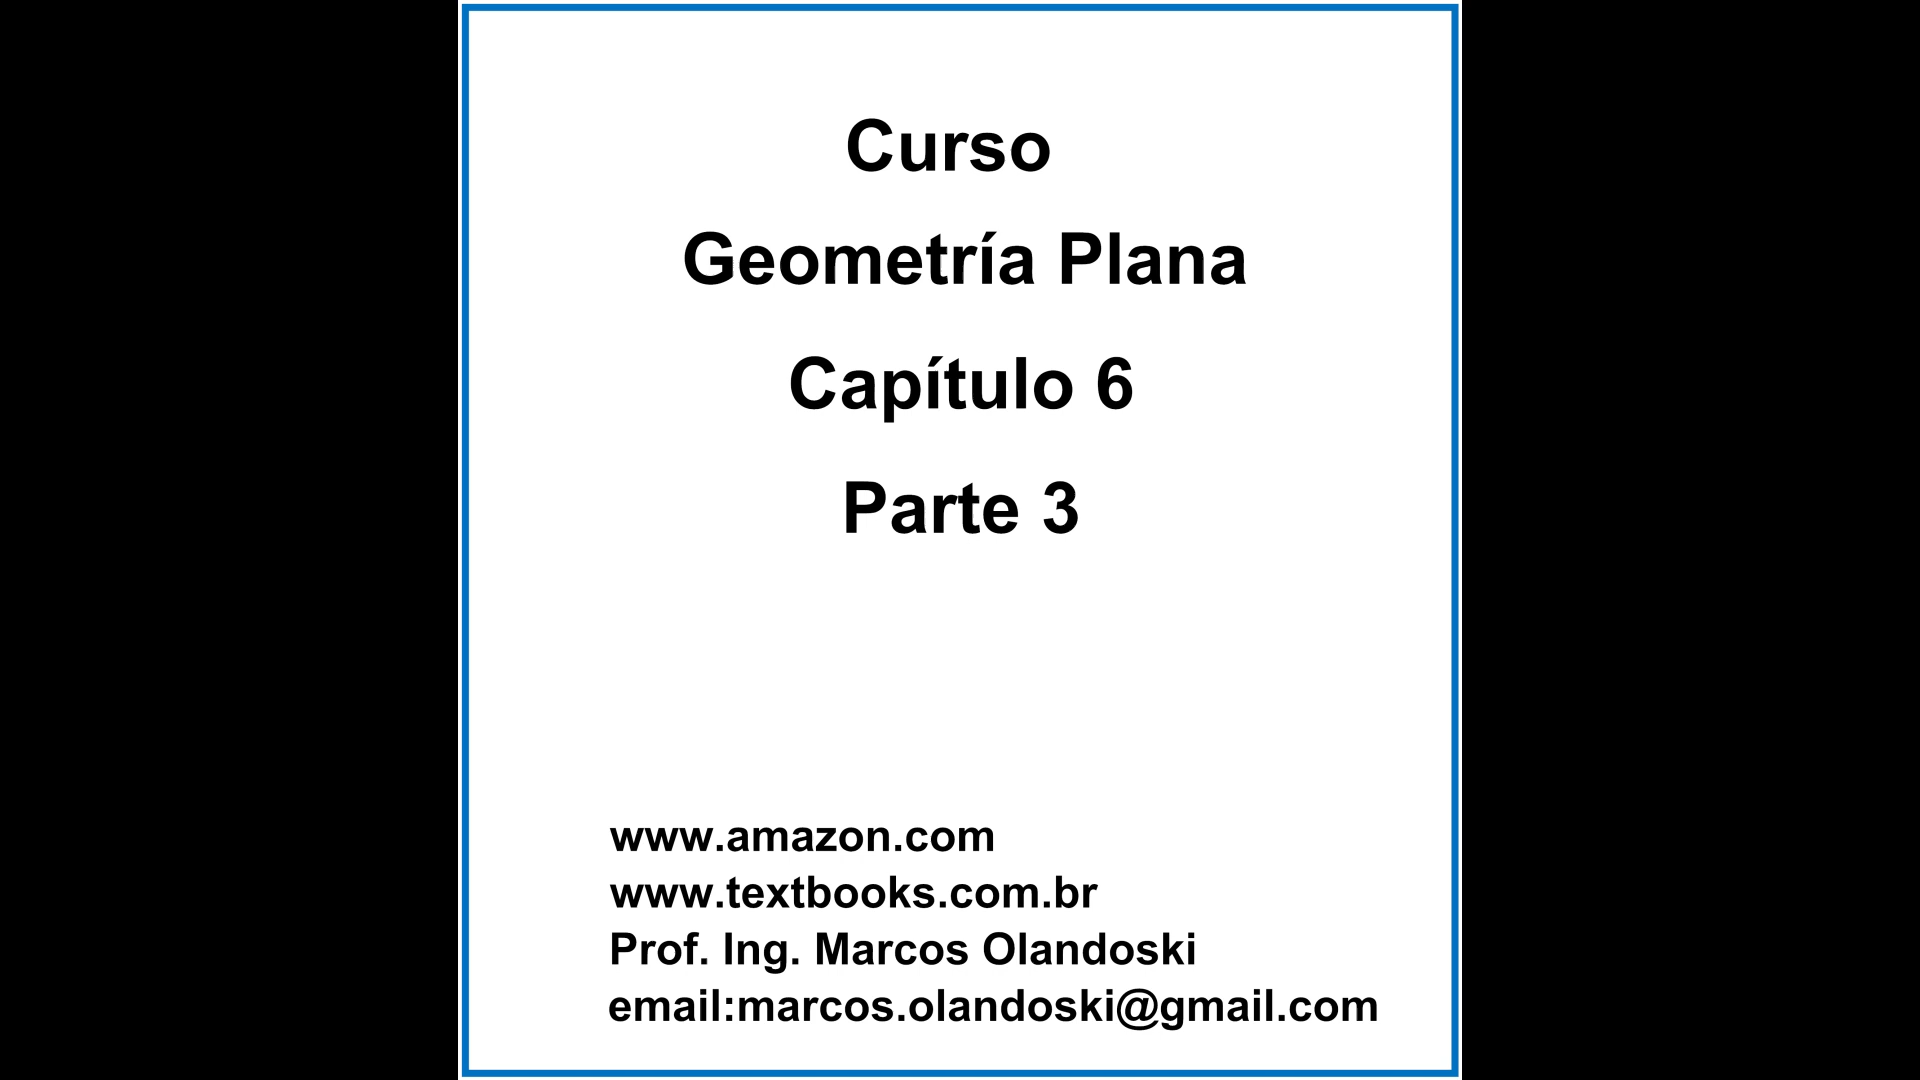 Curso
Geometría Plana
Capítulo 6
Parte 3
www.amazon.com
www.textbooks.com.br
Prof. Ing. Marcos Olandoski
email:marcos.olandoski@gmail.com